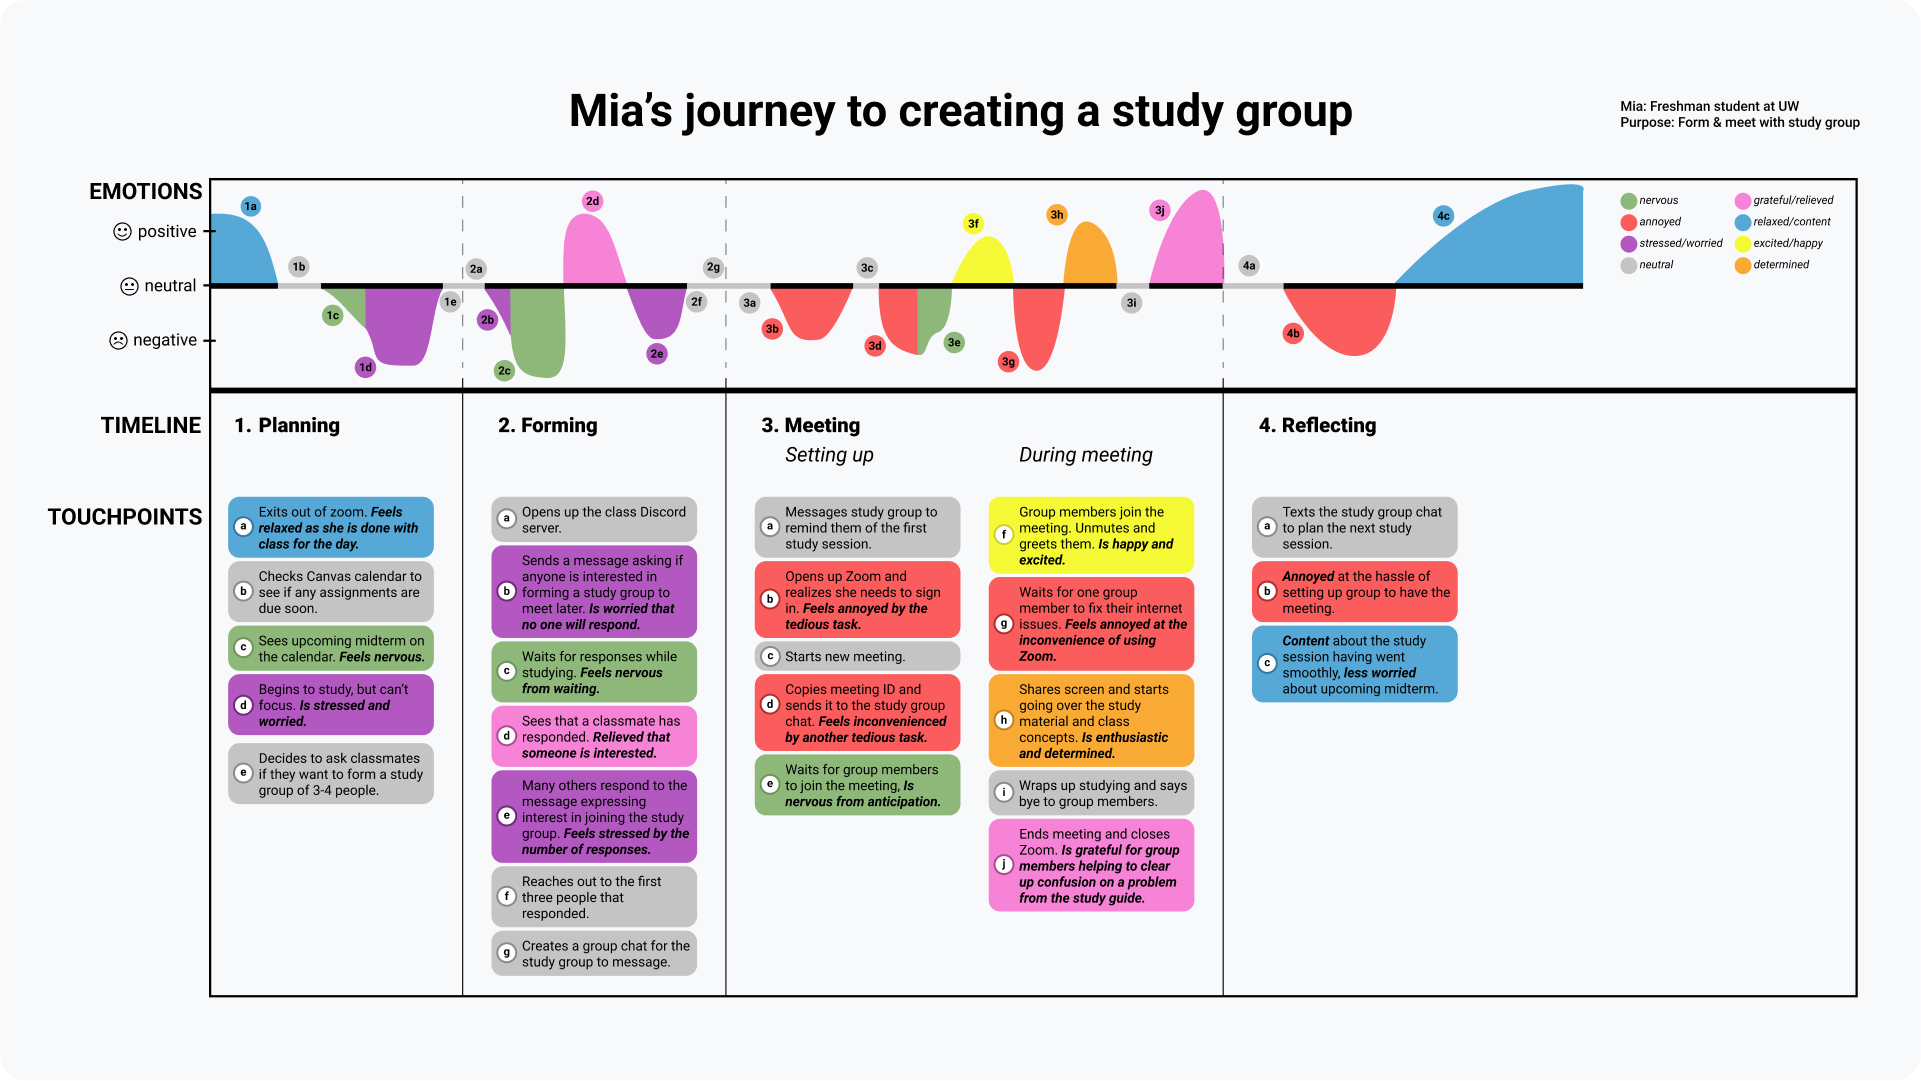 Mia’s journey to creating a study group
Mia: Freshman student at UW
Purpose: Form & meet with study group
EMOTIONS
positive
neutral
negative
1a
1b
1c
1d
1e
2a
2b
2c
2d
2e
2f
2g
3a
3b
3c
3d
3e
3f
3g
3h
3i
3j
4a
4b
4c
nervous
annoyed
stressed/worried
neutral
grateful/relieved
relaxed/content
excited/happy
determined
TIMELINE
1. Planning
2. Forming
3. Meeting
Setting up
During meeting
4. Reflecting
TOUCHPOINTS
a
Exits out of zoom. Feels
relaxed as she is done with
class for the day.
b
Checks Canvas calendar to
see if any assignments are
due soon.
c
Sees upcoming midterm on
the calendar. Feels nervous.
d
Begins to study, but can’t
focus. Is stressed and
worried.
e
Decides to ask classmates
if they want to form a study
group of 3-4 people.
a
Opens up the class Discord
server.
b
Sends a message asking if
anyone is interested in
forming a study group to
meet later. Is worried that
no one will respond.
c
Waits for responses while
studying. Feels nervous
from waiting.
d
Sees that a classmate has
responded. Relieved that
someone is interested.
e
Many others respond to the
message expressing
interest in joining the study
group. Feels stressed by the
number of responses.
f
Reaches out to the first
three people that
responded.
g
Creates a group chat for the
study group to message.
a
Messages study group to
remind them of the first
study session.
b
Opens up Zoom and
realizes she needs to sign
in. Feels annoyed by the
tedious task.
c
Starts new meeting.
d
Copies meeting ID and
sends it to the study group
chat. Feels inconvenienced
by another tedious task.
e
Waits for group members
to join the meeting, Is
nervous from anticipation.
f
Group members join the
meeting. Unmutes and
greets them. Is happy and
excited.
g
Waits for one group
member to fix their internet
issues. Feels annoyed at the
inconvenience of using
Zoom.
h
Shares screen and starts
going over the study
material and class
concepts. Is enthusiastic
and determined.
i
Wraps up studying and says
bye to group members.
j
Ends meeting and closes
Zoom. Is grateful for group
members helping to clear
up confusion on a problem
from the study guide.
a
Texts the study group chat
to plan the next study
session.
b
Annoyed at the hassle of
setting up group to have the
meeting.
c
Content about the study
session having went
smoothly, less worried
about upcoming midterm.